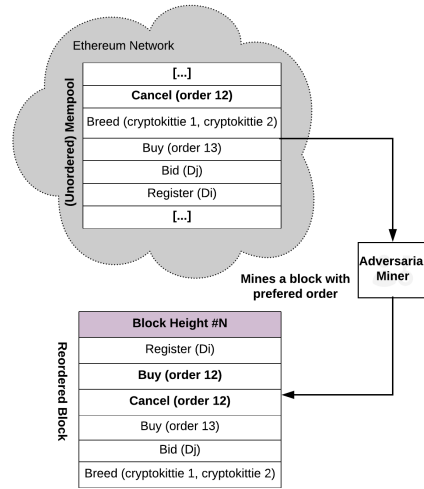 Ethereum Network
(Unordered) Mempool
[...]
Cancel (order 12)
Breed (cryptokittie 1, cryptokittie 2)
Buy (order 13)
Bid (Dj)
Register (Di)
[...]
Adversaria
Miner
Mines a block with
prefered order
Reordered Block
Block Height #N
Register (Di)
Buy (order 12)
Cancel (order 12)
Buy (order 13)
Bid (Dj)
Breed (cryptokittie 1, cryptokittie 2)